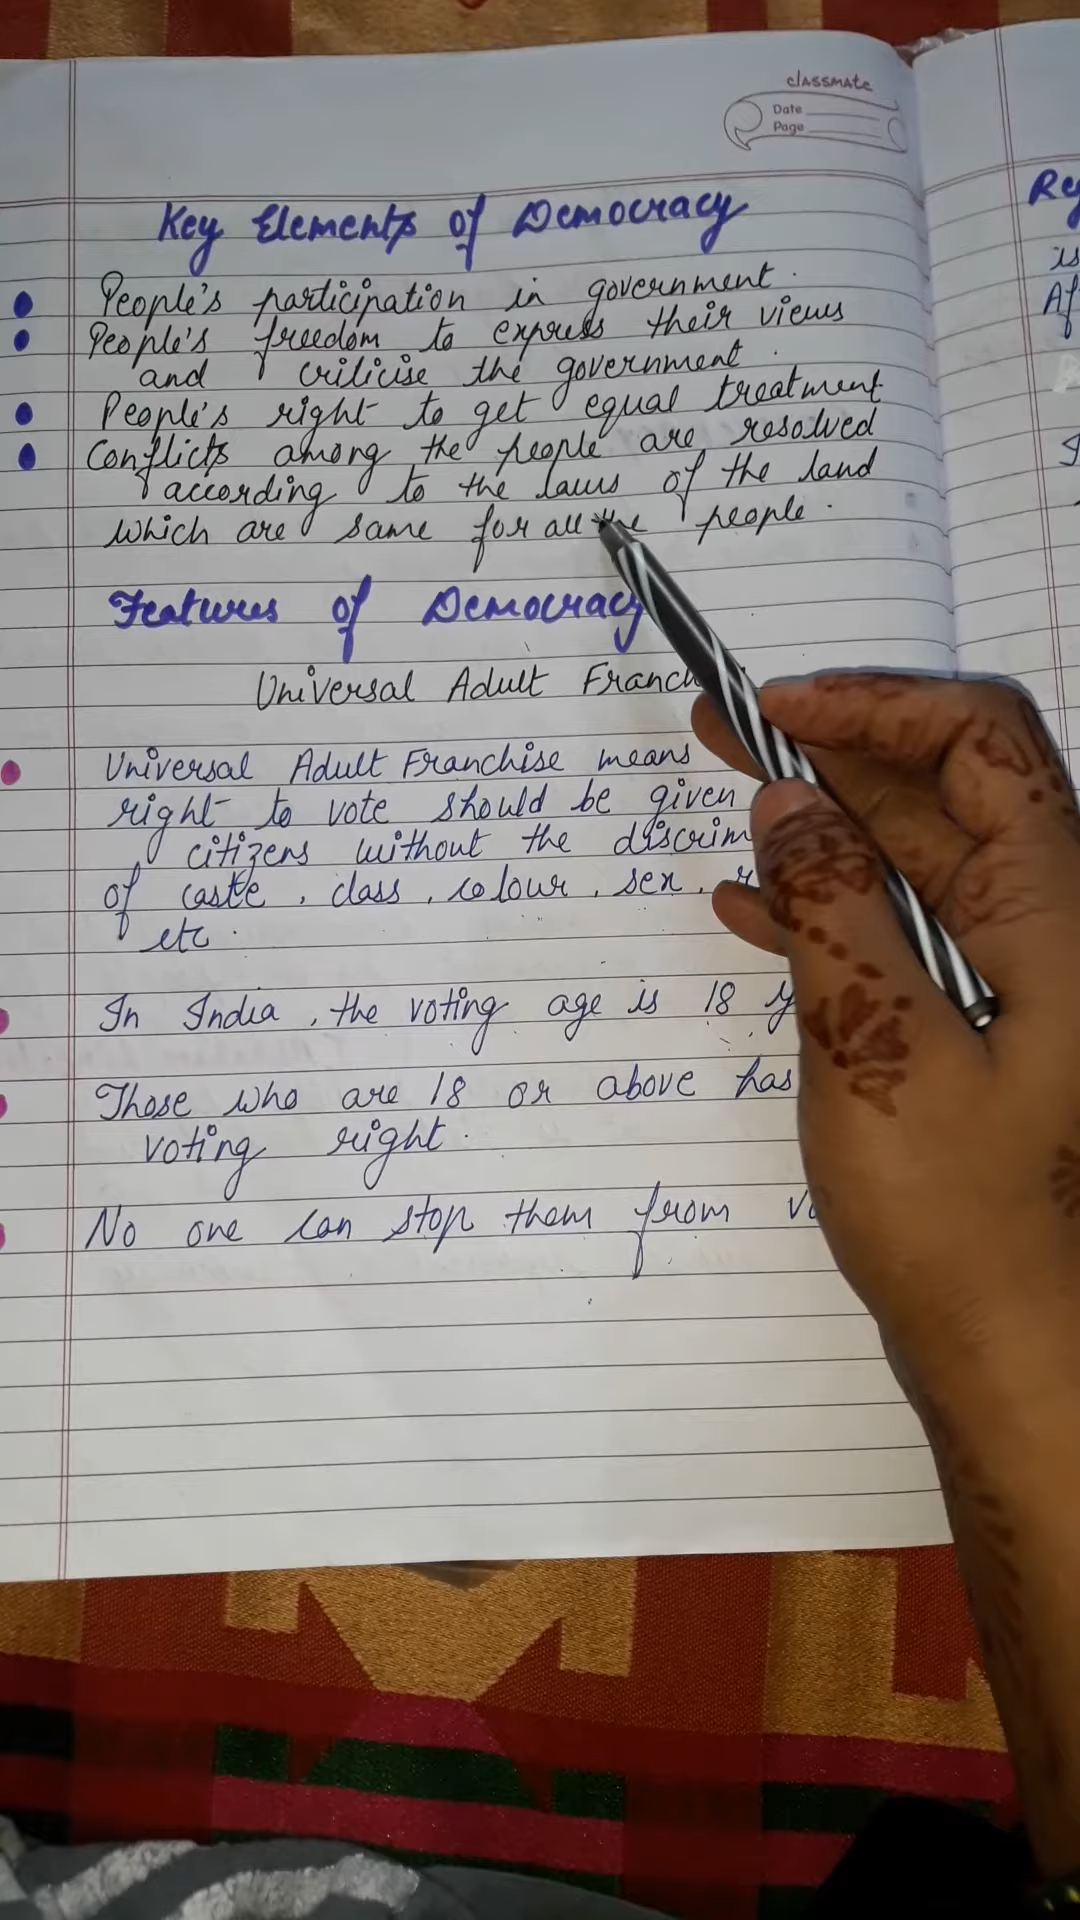 classmate
Date
Page
Key Elements of Democracy
People's participation in government.
People's freedom to express their views
and criticise the government.
People's right to get equal treatment
Conflicts among the people are resolved
according to the laws of the land
which are same for all the people.
Features of Democracy
Universal Adult
Universal Adult Franchise means
right to vote should be given
citizens without the
of caste, class, colour, sex,
etc.
In India, the voting age is 18
Those who are 18 or above has
voting right.
No one can stop them from
is